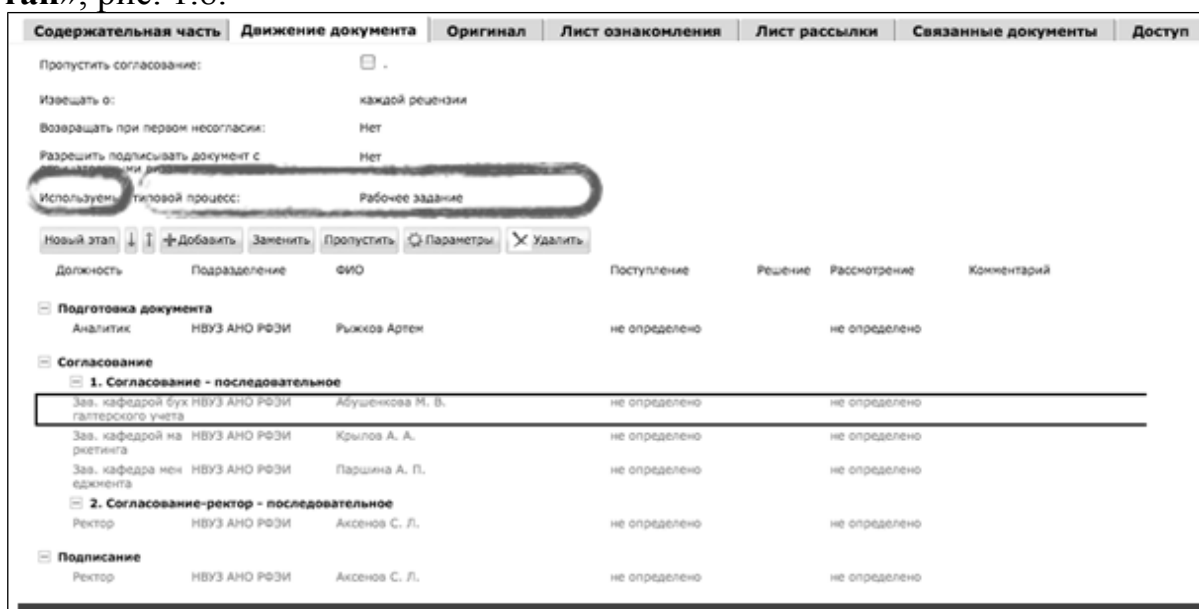 тап», рис. 1.6.
Содержательная часть Движение документа Оригинал Лист ознакомления Лист рассылки Связанные документы Доступ
Пропустить согласование: .
Извещать о: каждой рецензии
Возвращать при первом несогласии: Нет
Разрешить подписывать документ с Нет
Используемый типовой процесс: Рабочее задание
Новый этап ↓ ↑ Добавить Заменить Пропустить Параметры Удалить
Должность Подразделение ФИО Поступление Решение Рассмотрение Комментарий
Подготовка документа
Аналитик НВУЗ АНО РФЭИ Рыжков Артем не определено не определено
Согласование
1. Согласование - последовательное
Зав. кафедрой бух НВУЗ АНО РФЭИ Абушенкова М. В. не определено не определено
галтерского учета
Зав. кафедрой ма НВУЗ АНО РФЭИ Крылов А. А. не определено не определено
ркетинга
Зав. кафедра мен НВУЗ АНО РФЭИ Паршина А. П. не определено не определено
еджмента
2. Согласование-ректор - последовательное
Ректор НВУЗ АНО РФЭИ Аксенов С. Л. не определено не определено
Подписание
Ректор НВУЗ АНО РФЭИ Аксенов С. Л. не определено не определено